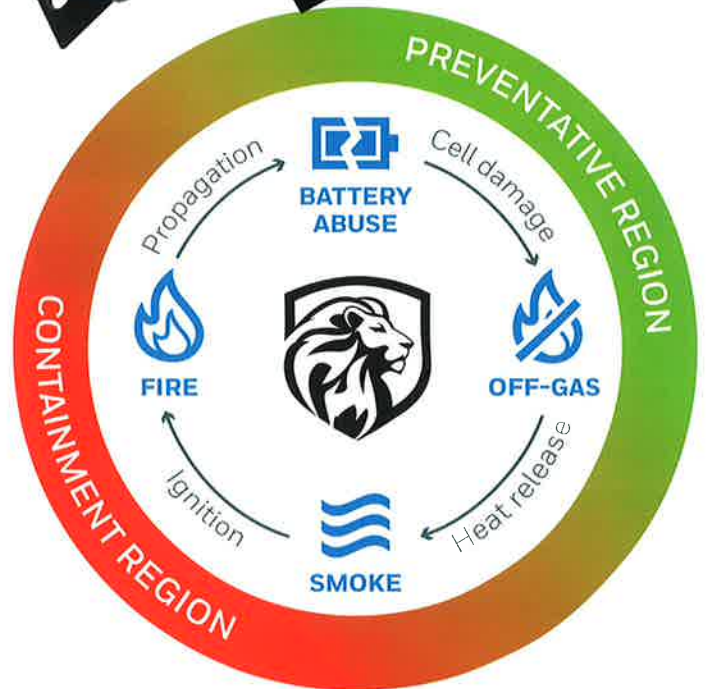 PREVENTATIVE REGION
BATTERY
ABUSE
Cell damage
OFF-GAS
Heat release
SMOKE
Ignition
FIRE
Propagation
CONTAINMENT REGION